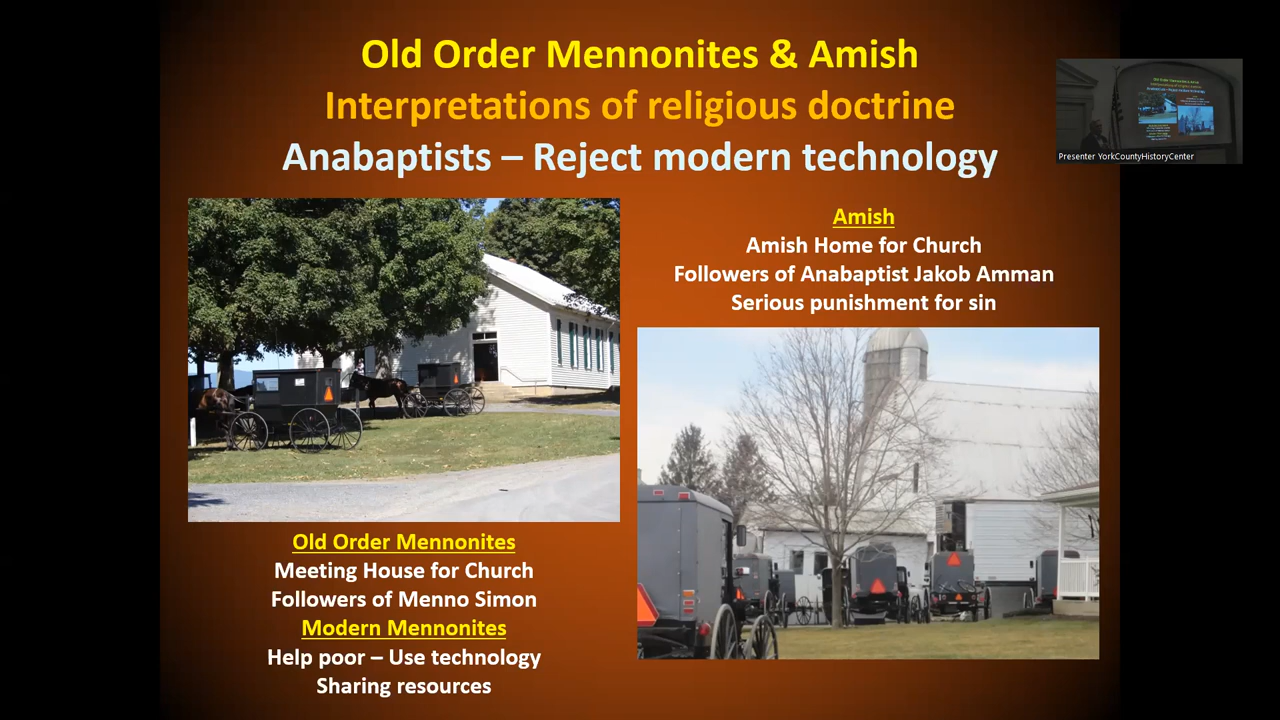 Old Order Mennonites & Amish
Interpretations of religious doctrine
Anabaptists – Reject modern technology
Presenter YorkCountyHistoryCenter
Amish
Amish Home for Church
Followers of Anabaptist Jakob Amman
Serious punishment for sin
Old Order Mennonites
Meeting House for Church
Followers of Menno Simon
Modern Mennonites
Help poor – Use technology
Sharing resources